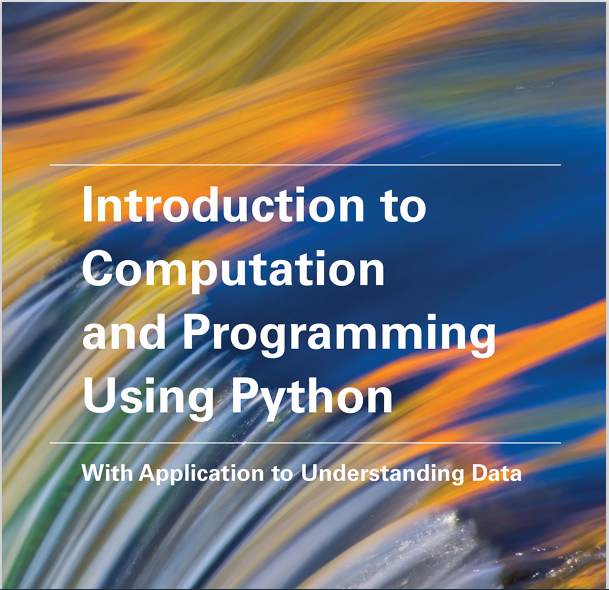 Introduction to
Computation
and Programming
Using Python
With Application to Understanding Data